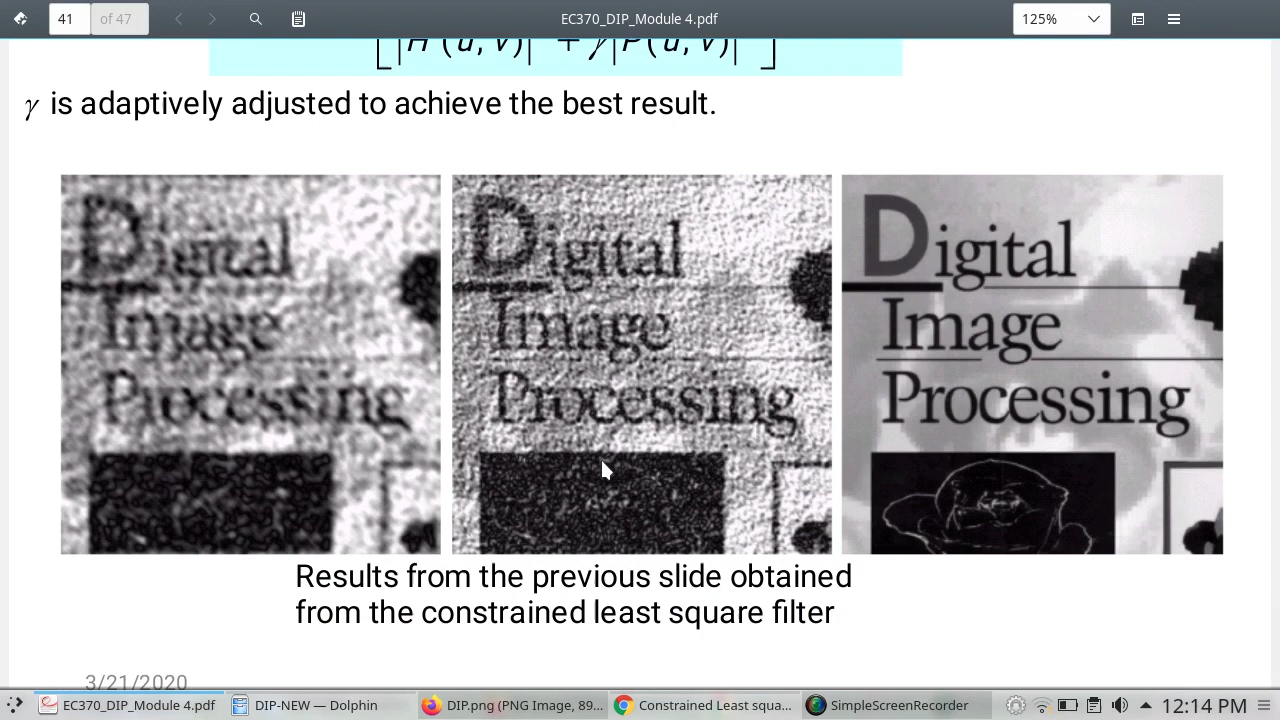 41 of 47 EC370_DIP_Module 4.pdf 125%
γ is adaptively adjusted to achieve the best result.
Digital Digital Digital
Image Image Image
Processing Processing Processing
Results from the previous slide obtained
from the constrained least square filter
3/21/2020
EC370_DIP_Module 4.pdf DIP-NEW — Dolphin DIP.png (PNG Image, 89... Constrained Least squa... SimpleScreenRecorder 12:14 PM